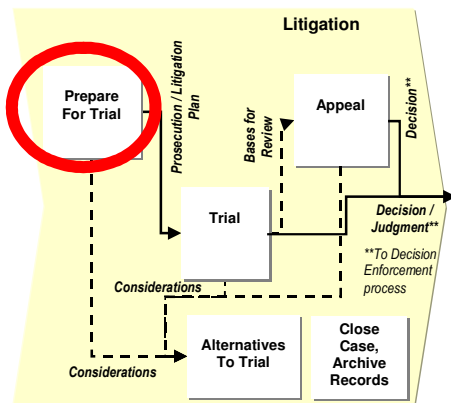 Litigation
Prepare
For Trial
Prosecution / Litigation
Plan
Bases for
Review
Appeal
Decision**
Trial
Decision /
Judgment**
**To Decision
Enforcement
process
Considerations
Considerations
Alternatives
To Trial
Close
Case,
Archive
Records